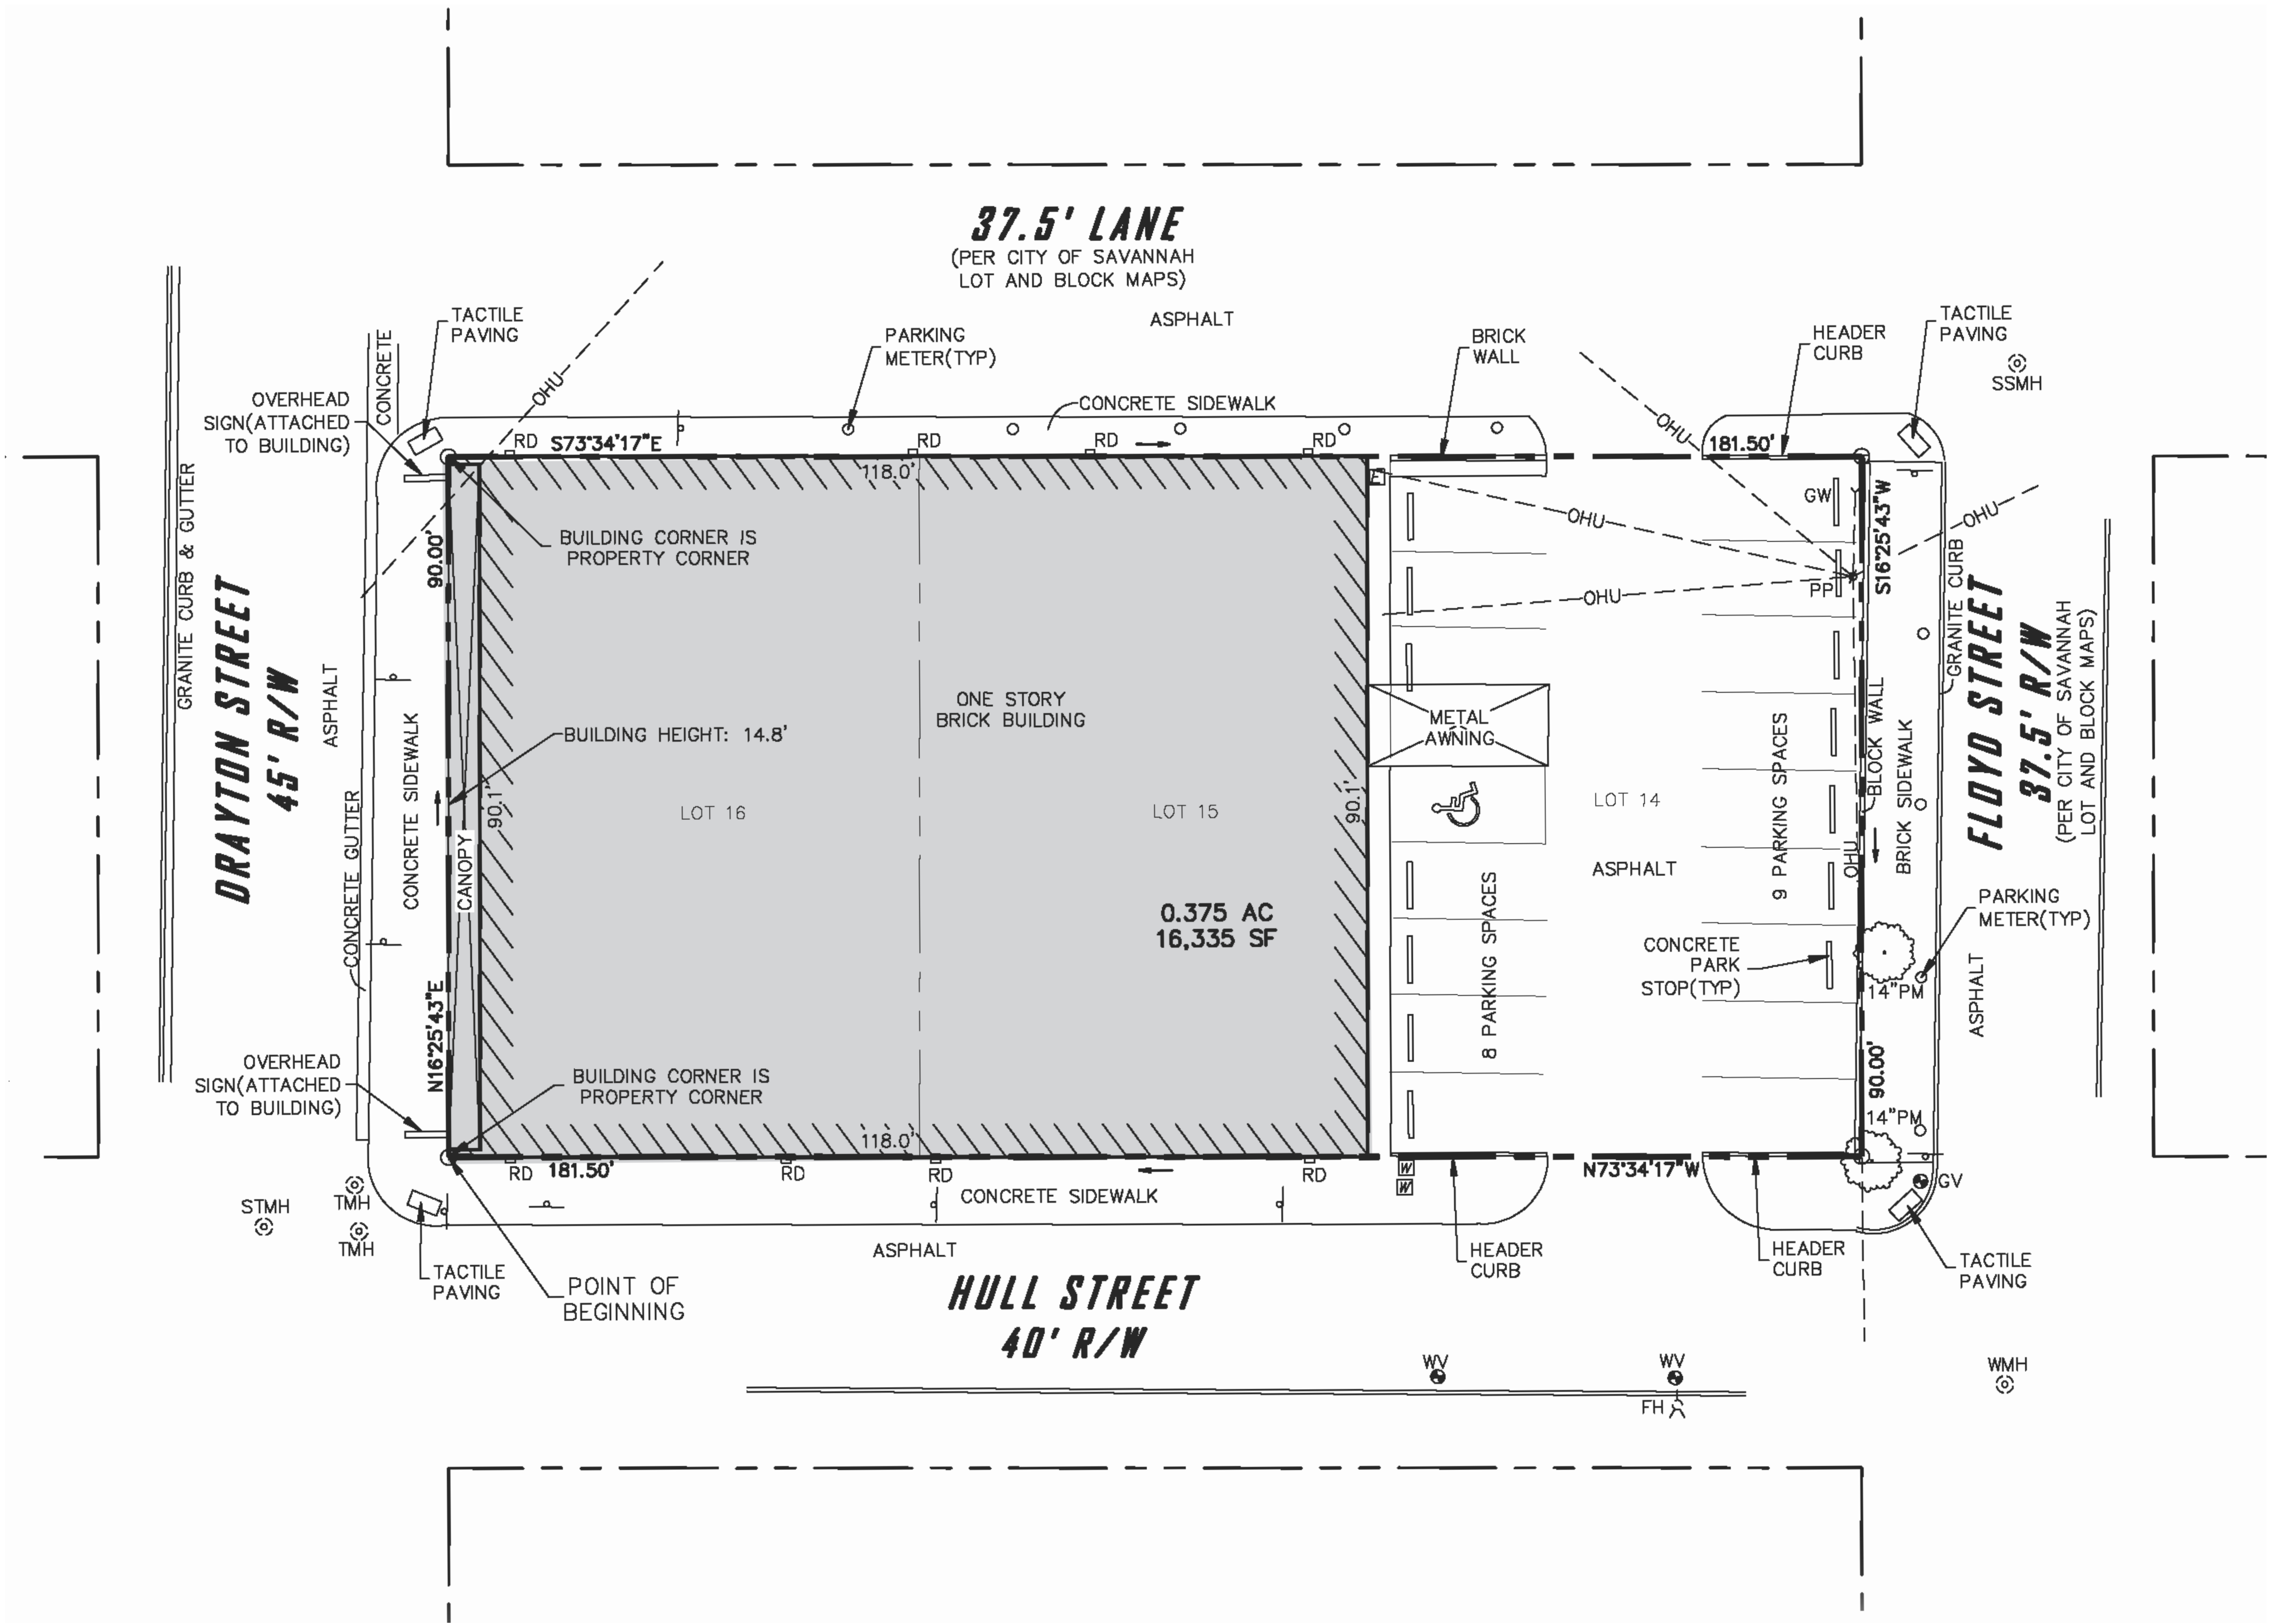 37.5' LANE
(PER CITY OF SAVANNAH
LOT AND BLOCK MAPS)
ASPHALT
TACTILE
PAVING
CONCRETE
OHU
PARKING
METER(TYP)
BRICK
WALL
HEADER
CURB
TACTILE
PAVING
SSMH
OVERHEAD
SIGN(ATTACHED
TO BUILDING)
CONCRETE SIDEWALK
OHU
RD
S73°34'17"E
RD
RD
RD
181.50'
118.0'
E
GW
OHU
OHU
OHU
PP
S16°25'43"W
GRANITE CURB & GUTTER
90.00'
BUILDING CORNER IS
PROPERTY CORNER
DRAYTON STREET
45' R/W
ASPHALT
CONCRETE SIDEWALK
CONCRETE GUTTER
BUILDING HEIGHT: 14.8'
ONE STORY
BRICK BUILDING
METAL
AWNING
CANOPY
90.1'
LOT 16
LOT 15
90.1'
LOT 14
ASPHALT
0.375 AC
16,335 SF
8 PARKING SPACES
9 PARKING SPACES
OHU
BLOCK WALL
BRICK SIDEWALK
GRANITE CURB
FLOYD STREET
37.5' R/W
(PER CITY OF SAVANNAH
LOT AND BLOCK MAPS)
CONCRETE
PARK
STOP(TYP)
PARKING
METER(TYP)
14"PM
ASPHALT
90.00'
14"PM
N16°25'43"E
OVERHEAD
SIGN(ATTACHED
TO BUILDING)
BUILDING CORNER IS
PROPERTY CORNER
118.0'
RD
181.50'
RD
RD
RD
W
W
N73°34'17"W
GV
STMH
TMH
TMH
CONCRETE SIDEWALK
ASPHALT
TACTILE
PAVING
POINT OF
BEGINNING
HEADER
CURB
HEADER
CURB
TACTILE
PAVING
HULL STREET
40' R/W
WV
WV
FH
WMH